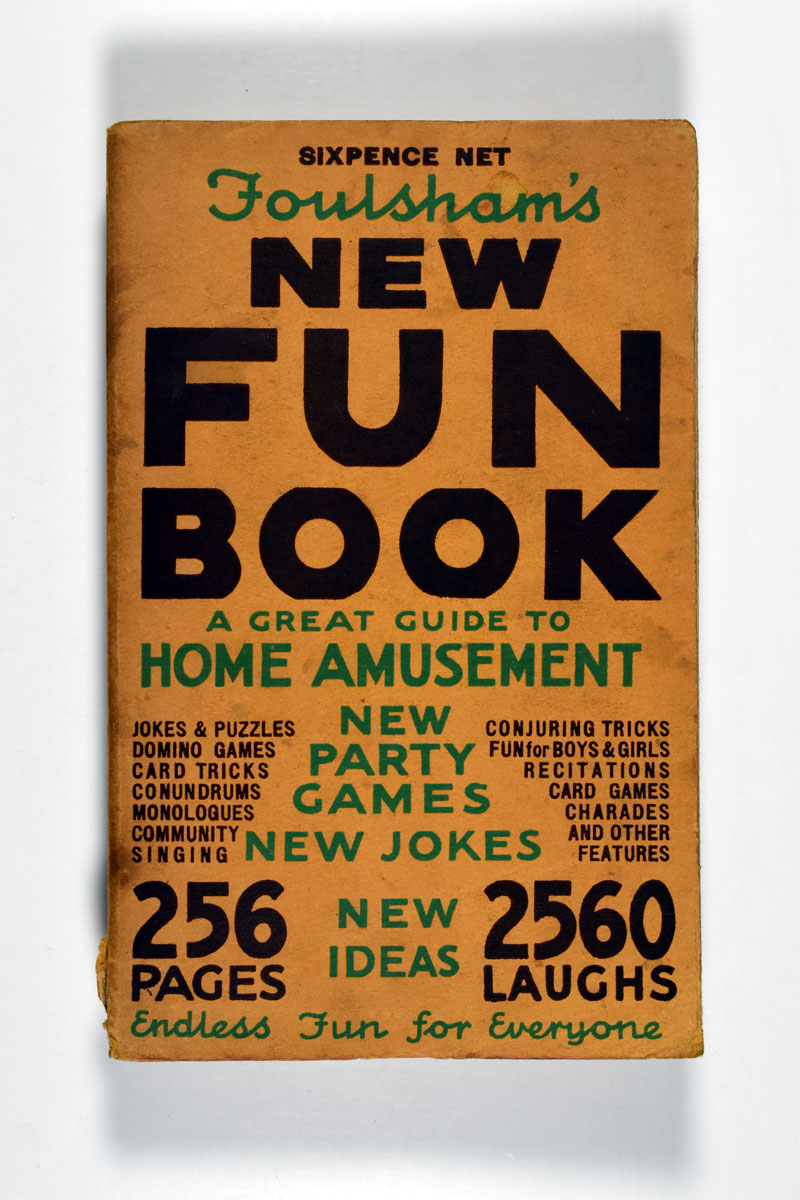 SIXPENCE NET
Foulsham's
NEW
FUN
BOOK
A GREAT GUIDE TO
HOME AMUSEMENT
JOKES & PUZZLES
DOMINO GAMES
CARD TRICKS
CONUNDRUMS
MONOLOGUES
COMMUNITY
SINGING
NEW
PARTY
GAMES
NEW JOKES
CONJURING TRICKS
FUN for BOYS & GIRLS
RECITATIONS
CARD GAMES
CHARADES
AND OTHER
FEATURES
256
PAGES
NEW
IDEAS
2560
LAUGHS
Endless Fun for Everyone